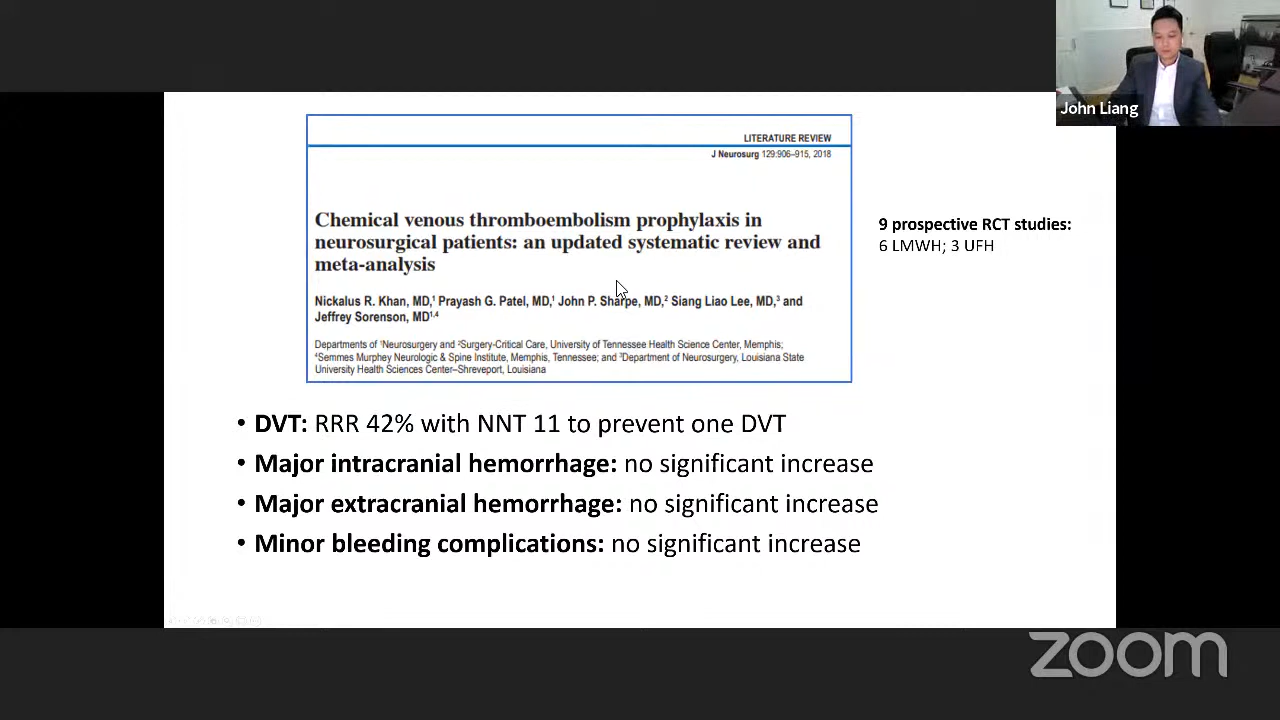 John Liang
LITERATURE REVIEW
J Neurosurg 129:906–915, 2018
Chemical venous thromboembolism prophylaxis in
neurosurgical patients: an updated systematic review and
meta-analysis
9 prospective RCT studies:
6 LMWH; 3 UFH
Nickalus R. Khan, MD,¹ Prayash G. Patel, MD,¹ John P. Sharpe, MD,² Siang Liao Lee, MD,³ and
Jeffrey Sorenson, MD¹,⁴
Departments of ¹Neurosurgery and ²Surgery-Critical Care, University of Tennessee Health Science Center, Memphis;
⁴Semmes Murphey Neurologic & Spine Institute, Memphis, Tennessee; and ³Department of Neurosurgery, Louisiana State
University Health Sciences Center–Shreveport, Louisiana
• DVT: RRR 42% with NNT 11 to prevent one DVT
• Major intracranial hemorrhage: no significant increase
• Major extracranial hemorrhage: no significant increase
• Minor bleeding complications: no significant increase
zoom